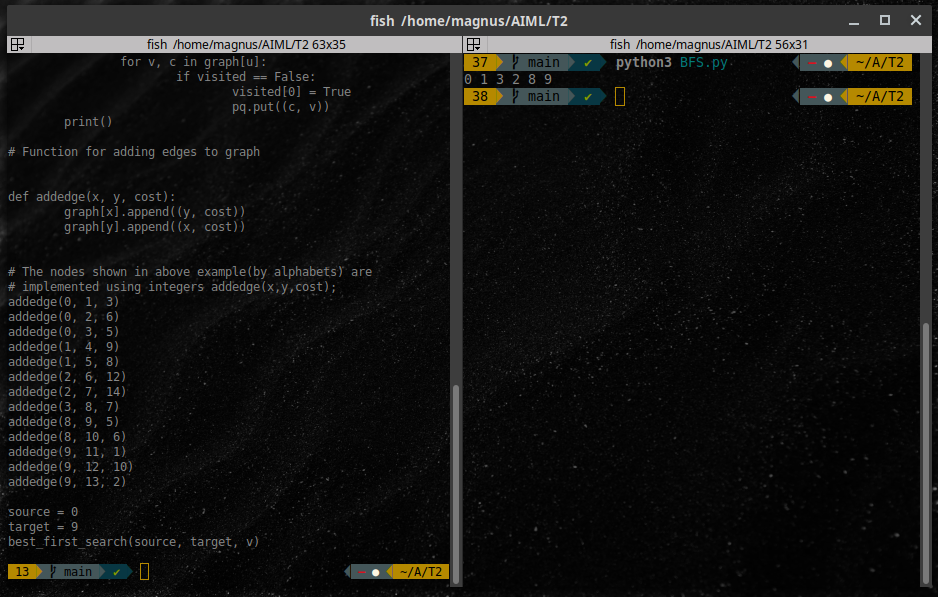 fish /home/magnus/AIML/T2
fish /home/magnus/AIML/T2 63x35
for v, c in graph[u]:
if visited == False:
visited[0] = True
pq.put((c, v))
print()
# Function for adding edges to graph
def addedge(x, y, cost):
graph[x].append((y, cost))
graph[y].append((x, cost))
# The nodes shown in above example(by alphabets) are
# implemented using integers addedge(x,y,cost);
addedge(0, 1, 3)
addedge(0, 2, 6)
addedge(0, 3, 5)
addedge(1, 4, 9)
addedge(1, 5, 8)
addedge(2, 6, 12)
addedge(2, 7, 14)
addedge(3, 8, 7)
addedge(8, 9, 5)
addedge(8, 10, 6)
addedge(9, 11, 1)
addedge(9, 12, 10)
addedge(9, 13, 2)
source = 0
target = 9
best_first_search(source, target, v)
13 main ✔ ~/A/T2
fish /home/magnus/AIML/T2 56x31
37 main ✔ python3 BFS.py ~/A/T2
0 1 3 2 8 9
38 main ✔ ~/A/T2